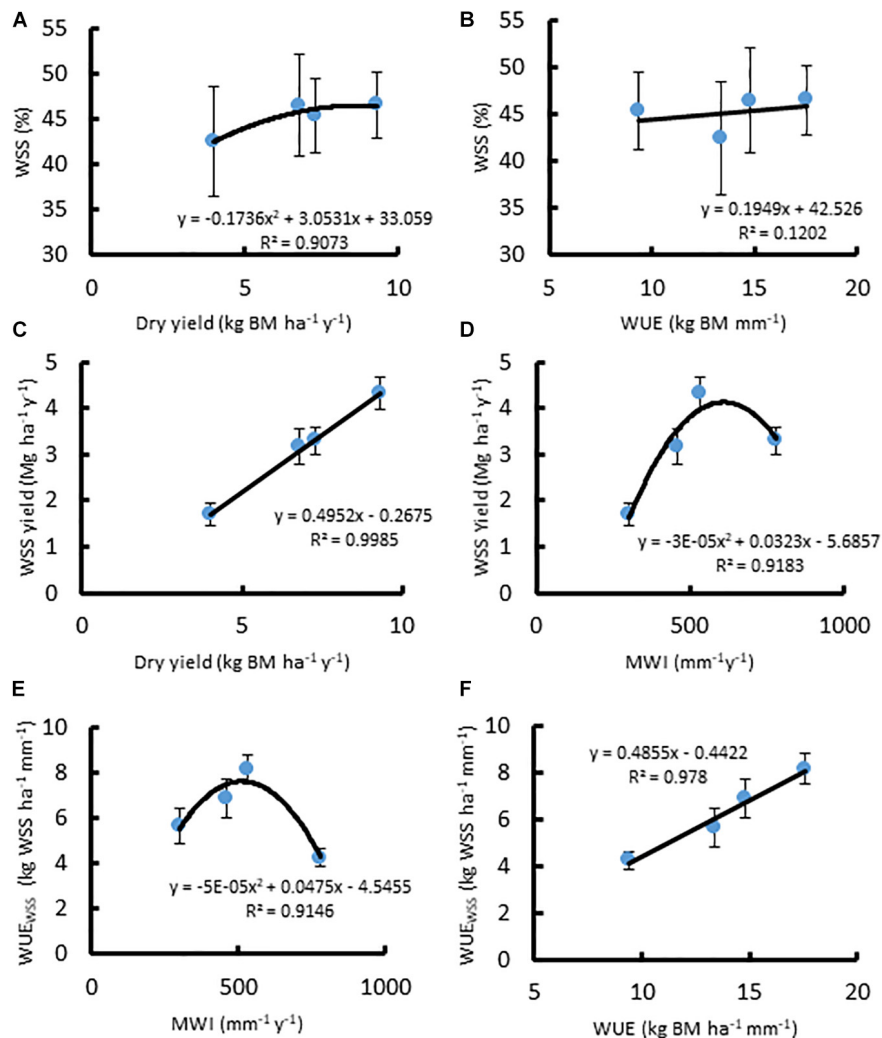 A
WSS (%)
55
50
45
40
35
30
y = -0.1736x² + 3.0531x + 33.059
R² = 0.9073
0 5 10
Dry yield (kg BM ha⁻¹ y⁻¹)
B
WSS (%)
55
50
45
40
35
30
y = 0.1949x + 42.526
R² = 0.1202
5 10 15 20
WUE (kg BM mm⁻¹)
C
WSS yield (Mg ha⁻¹ y⁻¹)
5
4
3
2
1
0
y = 0.4952x - 0.2675
R² = 0.9985
0 5 10
Dry yield (kg BM ha⁻¹ y⁻¹)
D
WSS Yield (Mg ha⁻¹ y⁻¹)
5
4
3
2
1
0
y = -3E-05x² + 0.0323x - 5.6857
R² = 0.9183
0 500 1000
MWI (mm⁻¹y⁻¹)
E
WUEWSS (kg WSS ha⁻¹ mm⁻¹)
10
8
6
4
2
0
y = -5E-05x² + 0.0475x - 4.5455
R² = 0.9146
0 500 1000
MWI (mm⁻¹ y⁻¹)
F
WUEWSS (kg WSS ha⁻¹ mm⁻¹)
10
8
6
4
2
0
y = 0.4855x - 0.4422
R² = 0.978
5 10 15 20
WUE (kg BM ha⁻¹ mm⁻¹)